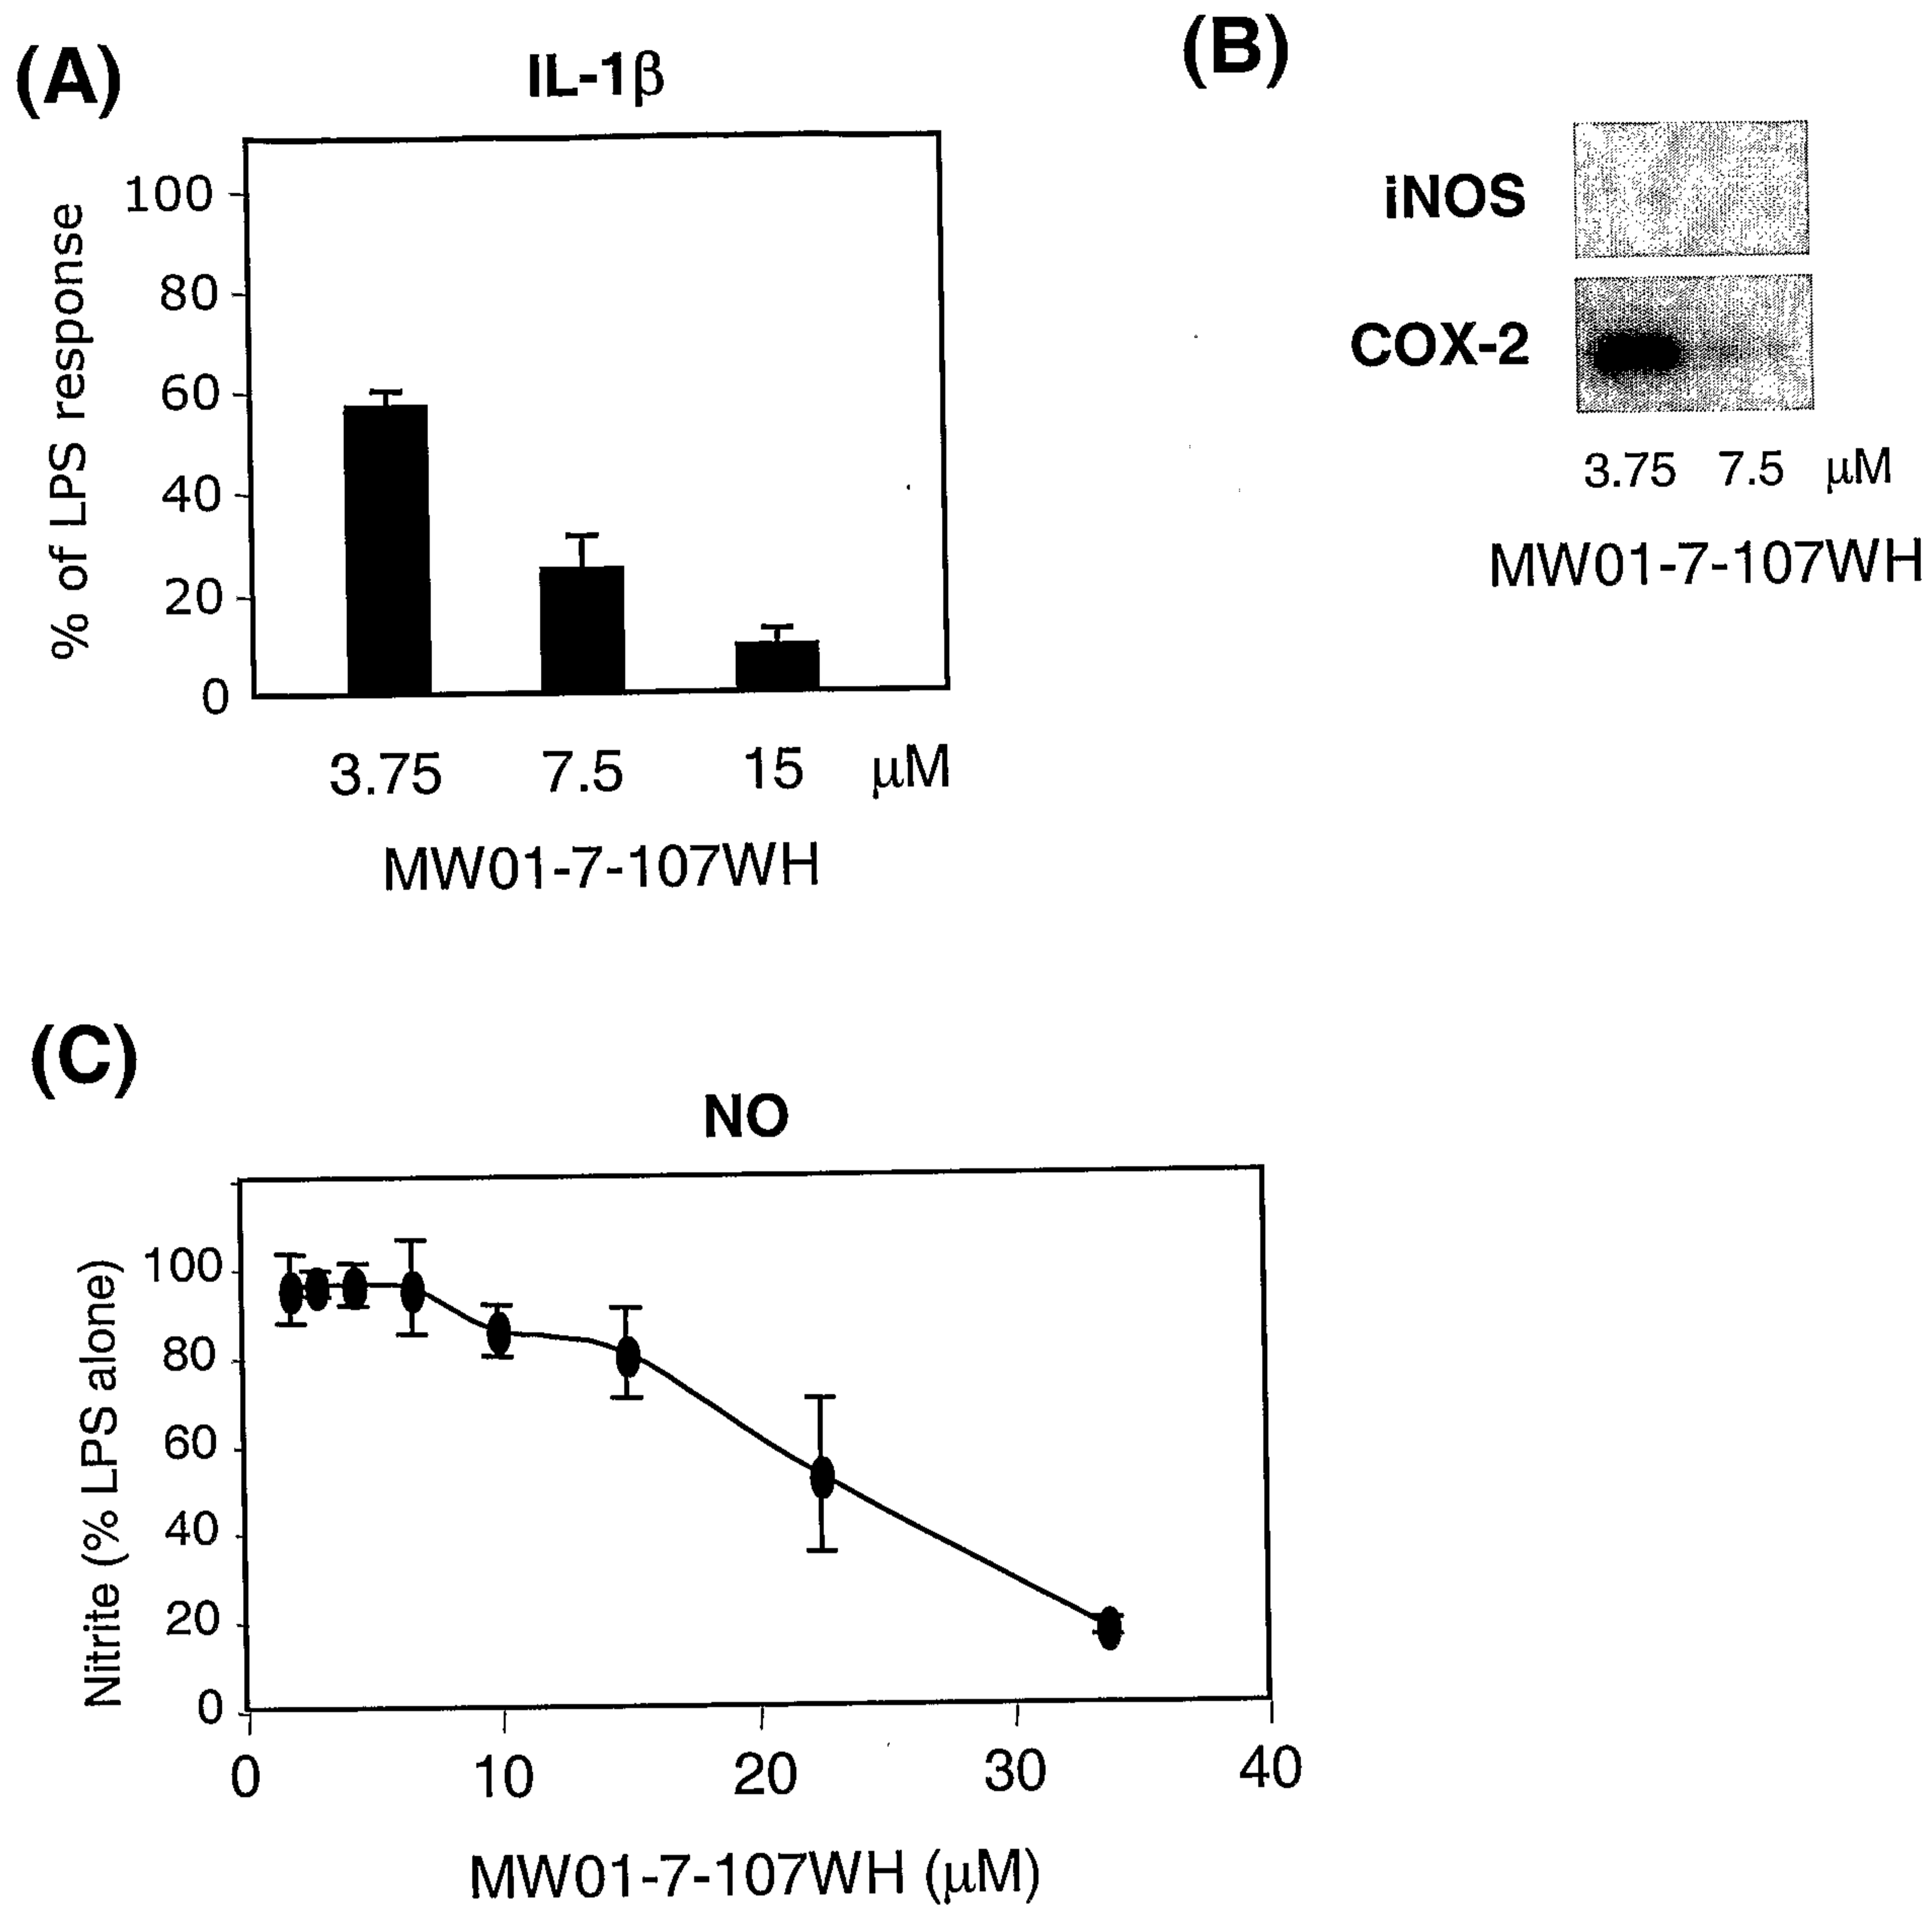 (A)
IL-1β
% of LPS response
100
80
60
40
20
0
3.75 7.5 15 μM
MW01-7-107WH
(B)
iNOS
COX-2
3.75 7.5 μM
MW01-7-107WH
(C)
NO
Nitrite (% LPS alone)
100
80
60
40
20
0
0 10 20 30 40
MW01-7-107WH (μM)